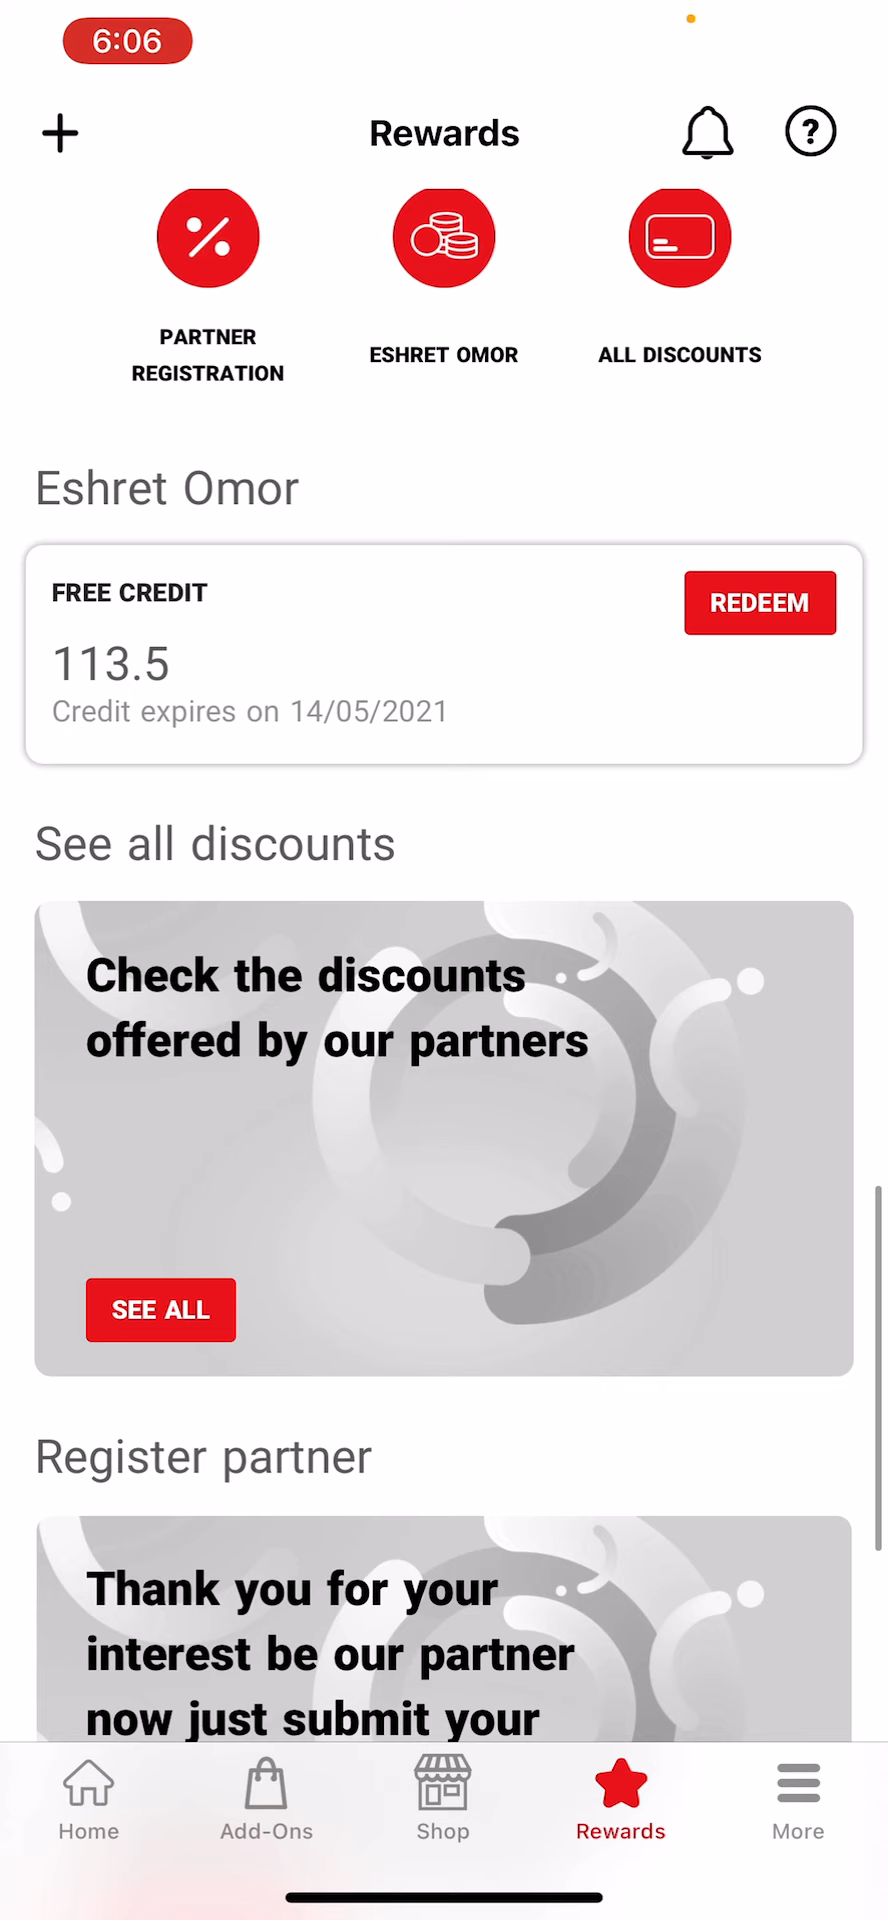 6:06
Rewards
?
PARTNER
REGISTRATION
ESHRET OMOR
ALL DISCOUNTS
Eshret Omor
FREE CREDIT
REDEEM
113.5
Credit expires on 14/05/2021
See all discounts
Check the discounts
offered by our partners
SEE ALL
Register partner
Thank you for your
interest be our partner
now just submit your
Home
Add-Ons
Shop
Rewards
More